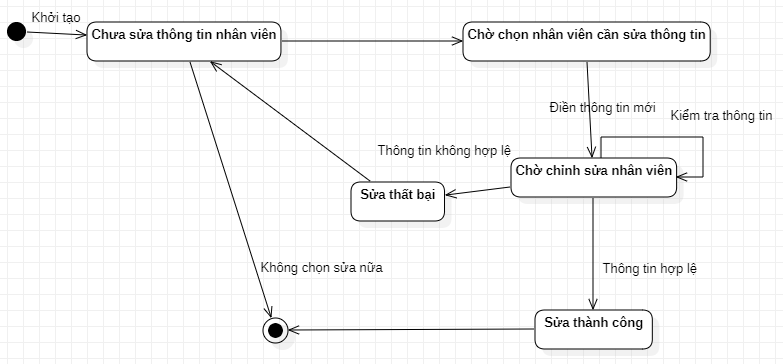 Khởi tạo
Chưa sửa thông tin nhân viên
Chờ chọn nhân viên cần sửa thông tin
Điền thông tin mới
Kiểm tra thông tin
Thông tin không hợp lệ
Chờ chỉnh sửa nhân viên
Sửa thất bại
Không chọn sửa nữa
Thông tin hợp lệ
Sửa thành công